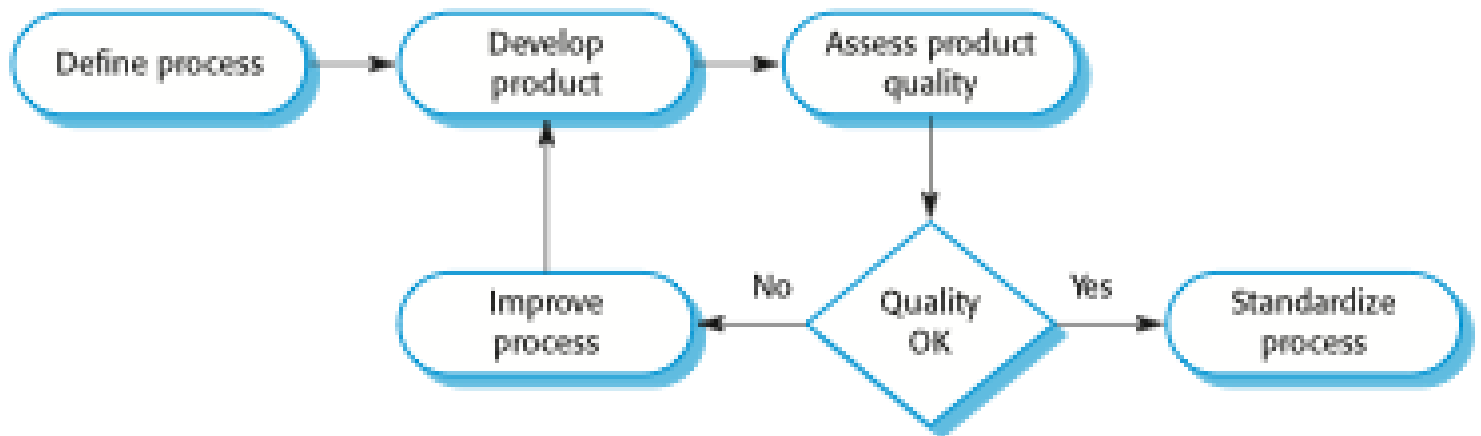 Define process
Develop
product
Assess product
quality
Improve
process
No
Quality
OK
Yes
Standardize
process